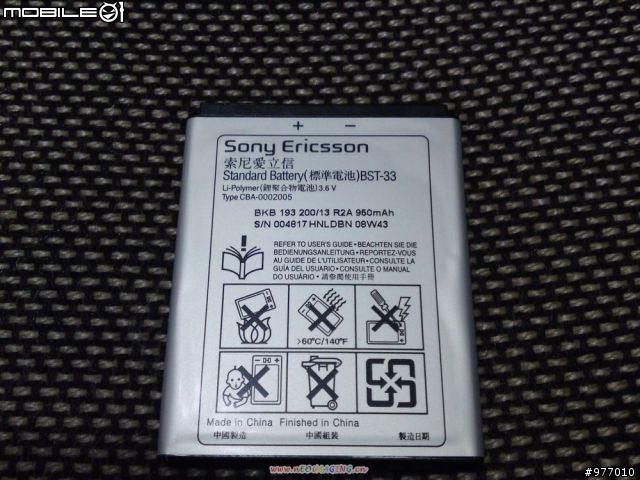 MOBILE01
+ −
Sony Ericsson
索尼愛立信
Standard Battery(標準電池)BST-33
Li-Polymer(鋰聚合物電池)3.6 V
Type CBA-0002005
BKB 193 200/13 R2A 950mAh
S/N 004817 HNLDBN 08W43
REFER TO USER'S GUIDE • BEACHTEN SIE DIE
BEDIENUNGSANLEITUNG • REPORTEZ-VOUS
AU GUIDE DE L'UTILISATEUR • CONSULTE LA
GUÍA DEL USUARIO • CONSULTE O MANUAL
DO USUÁRIO • 請參閱使用手冊
>60°C/140°F
Made in China Finished in China
中國製造 中國組裝 製造日期
#977010